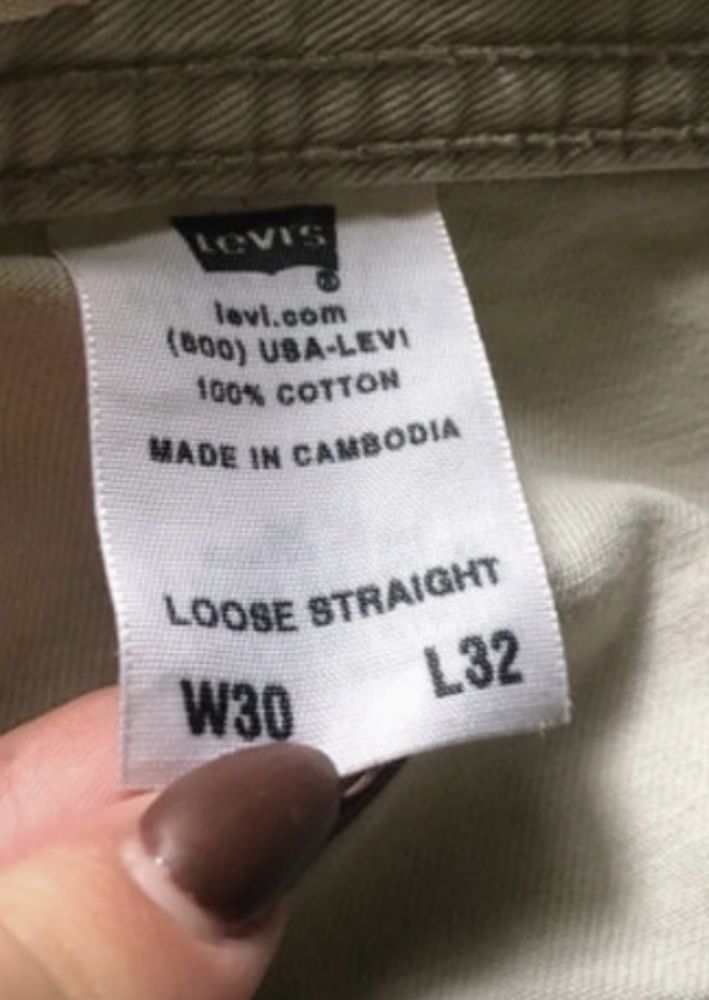 Levi's
®
levi.com
(800) USA-LEVI
100% COTTON
MADE IN CAMBODIA
LOOSE STRAIGHT
W30 L32